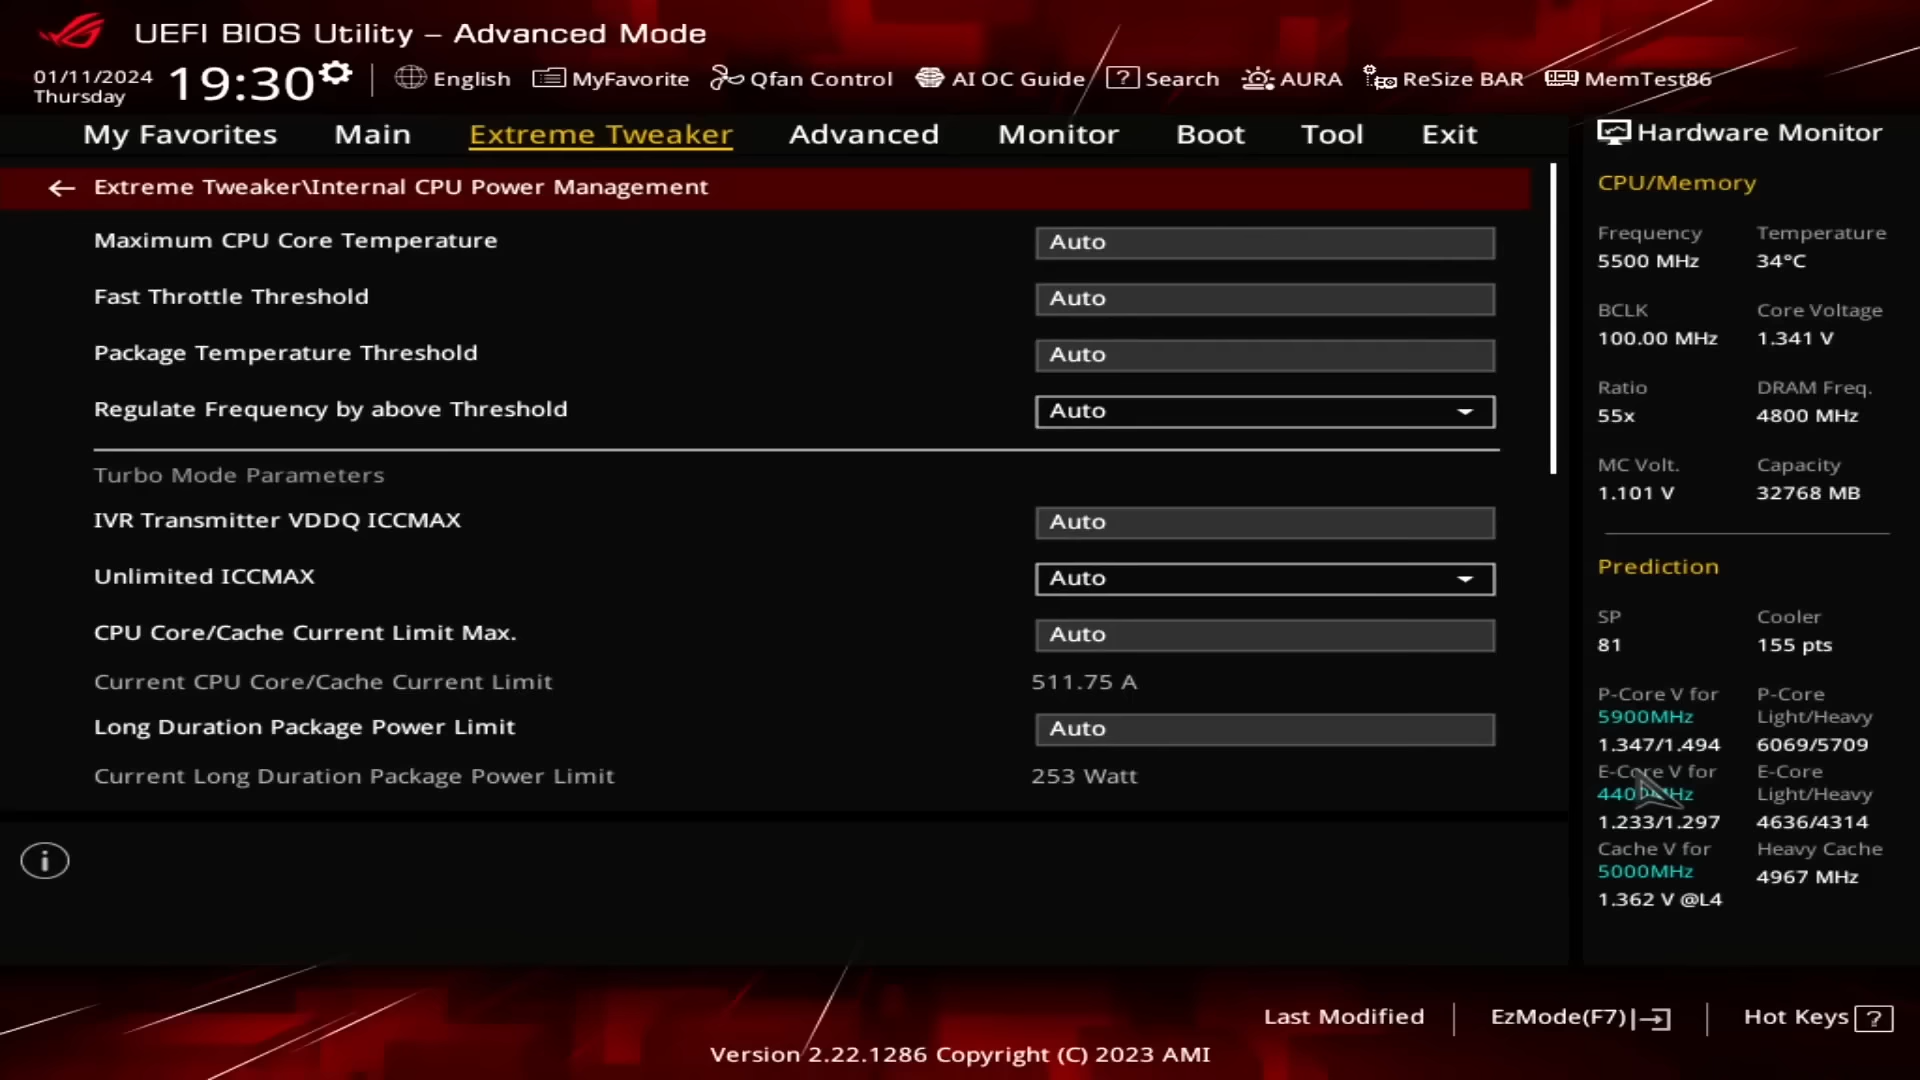 UEFI BIOS Utility – Advanced Mode
01/11/2024
Thursday
19:30
English
MyFavorite
Qfan Control
AI OC Guide
? Search
AURA
ReSize BAR
MemTest86
My Favorites
Main
Extreme Tweaker
Advanced
Monitor
Boot
Tool
Exit
← Extreme Tweaker\Internal CPU Power Management
Maximum CPU Core Temperature Auto
Fast Throttle Threshold Auto
Package Temperature Threshold Auto
Regulate Frequency by above Threshold Auto
Turbo Mode Parameters
IVR Transmitter VDDQ ICCMAX Auto
Unlimited ICCMAX Auto
CPU Core/Cache Current Limit Max. Auto
Current CPU Core/Cache Current Limit 511.75 A
Long Duration Package Power Limit Auto
Current Long Duration Package Power Limit 253 Watt
i
Hardware Monitor
CPU/Memory
Frequency Temperature
5500 MHz 34°C
BCLK Core Voltage
100.00 MHz 1.341 V
Ratio DRAM Freq.
55x 4800 MHz
MC Volt. Capacity
1.101 V 32768 MB
Prediction
SP Cooler
81 155 pts
P-Core V for P-Core
5900MHz Light/Heavy
1.347/1.494 6069/5709
E-Core V for E-Core
4400MHz Light/Heavy
1.233/1.297 4636/4314
Cache V for Heavy Cache
5000MHz 4967 MHz
1.362 V @L4
Last Modified
EzMode(F7)
Hot Keys ?
Version 2.22.1286 Copyright (C) 2023 AMI